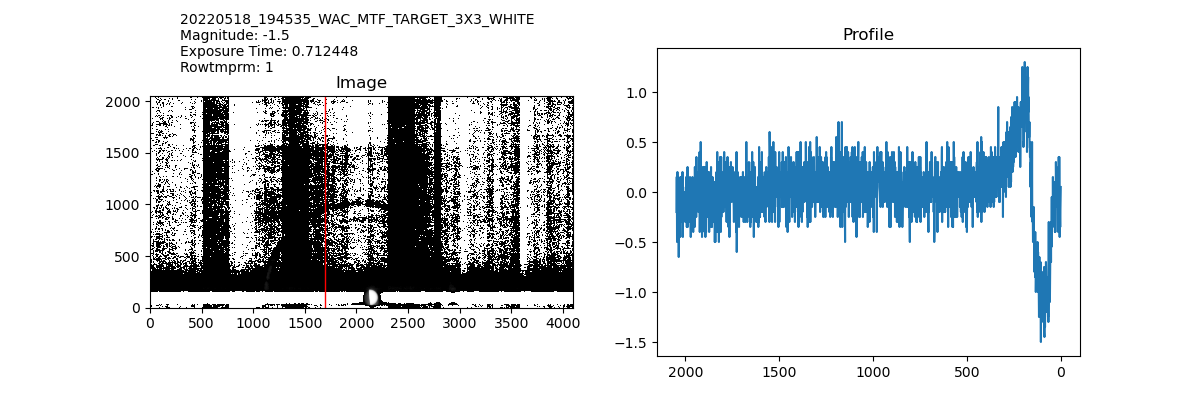 20220518_194535_WAC_MTF_TARGET_3X3_WHITE
Magnitude: -1.5
Exposure Time: 0.712448
Rowtmprm: 1
Image
2000
1500
1000
500
0
0 500 1000 1500 2000 2500 3000 3500 4000
Profile
1.0
0.5
0.0
−0.5
−1.0
−1.5
2000 1500 1000 500 0